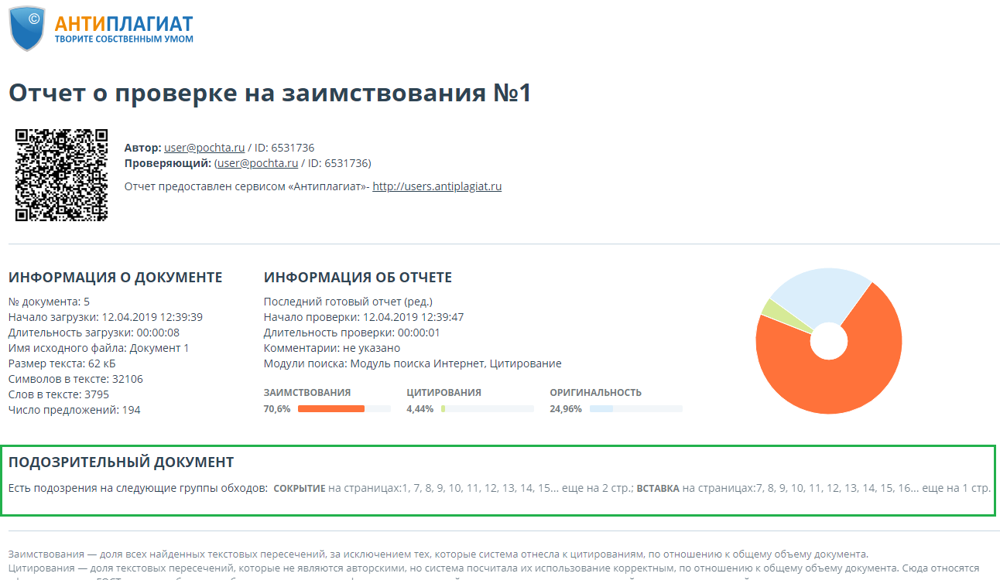 ©
АНТИПЛАГИАТ
ТВОРИТЕ СОБСТВЕННЫМ УМОМ
Отчет о проверке на заимствования №1
Автор: user@pochta.ru / ID: 6531736
Проверяющий: (user@pochta.ru / ID: 6531736)
Отчет предоставлен сервисом «Антиплагиат»- http://users.antiplagiat.ru
ИНФОРМАЦИЯ О ДОКУМЕНТЕ
№ документа: 5
Начало загрузки: 12.04.2019 12:39:39
Длительность загрузки: 00:00:08
Имя исходного файла: Документ 1
Размер текста: 62 кБ
Символов в тексте: 32106
Слов в тексте: 3795
Число предложений: 194
ИНФОРМАЦИЯ ОБ ОТЧЕТЕ
Последний готовый отчет (ред.)
Начало проверки: 12.04.2019 12:39:47
Длительность проверки: 00:00:01
Комментарии: не указано
Модули поиска: Модуль поиска Интернет, Цитирование
ЗАИМСТВОВАНИЯ
70,6%
ЦИТИРОВАНИЯ
4,44%
ОРИГИНАЛЬНОСТЬ
24,96%
ПОДОЗРИТЕЛЬНЫЙ ДОКУМЕНТ
Есть подозрения на следующие группы обходов: СОКРЫТИЕ на страницах:1, 7, 8, 9, 10, 11, 12, 13, 14, 15... еще на 2 стр.; ВСТАВКА на страницах:7, 8, 9, 10, 11, 12, 13, 14, 15, 16... еще на 1 стр.
Заимствования — доля всех найденных текстовых пересечений, за исключением тех, которые система отнесла к цитированиям, по отношению к общему объему документа.
Цитирования — доля текстовых пересечений, которые не являются авторскими, но система посчитала их использование корректным, по отношению к общему объему документа. Сюда относятся